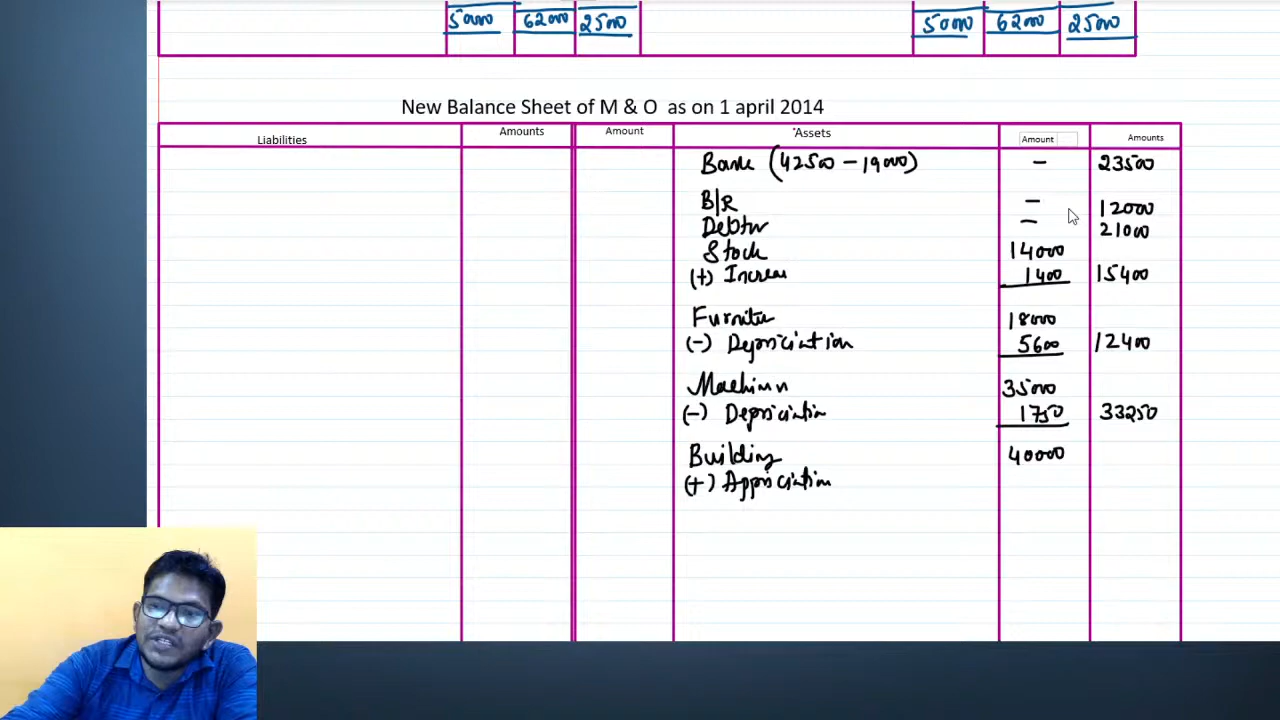 5000 62000 2500 5000 62000 2500
New Balance Sheet of M & O as on 1 april 2014
Liabilities Amounts Amount Assets Amount Amounts
Bank (42500 - 19000) - 23500
B/R - 12000
Debtor - 21000
Stock 14000
(+) Increase 1400 15400
Furniture 18000
(-) Depreciation 5600 12400
Machinery 35000
(-) Depreciation 1750 33250
Building 40000
(+) Appreciation